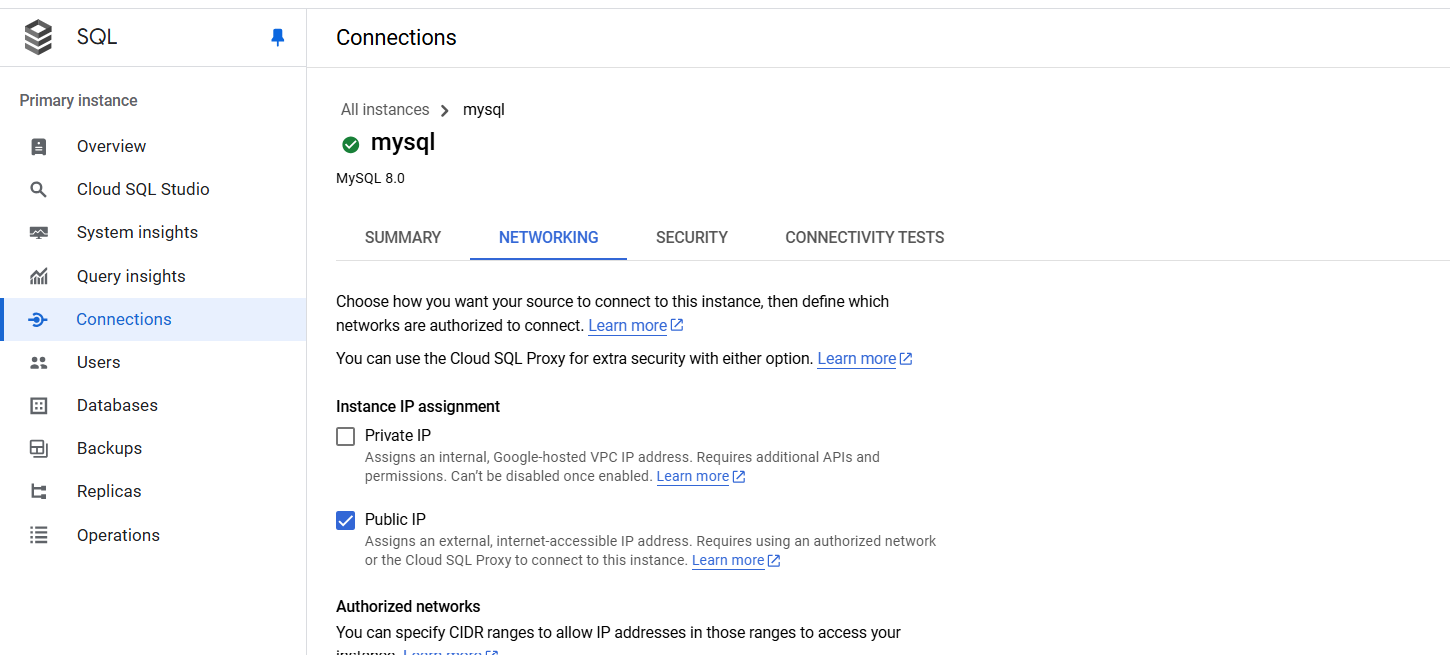 SQL
Primary instance
Overview
Cloud SQL Studio
System insights
Query insights
Connections
Users
Databases
Backups
Replicas
Operations
Connections
All instances
mysql
mysql
MySQL 8.0
SUMMARY
NETWORKING
SECURITY
CONNECTIVITY TESTS
Choose how you want your source to connect to this instance, then define which
networks are authorized to connect. Learn more
You can use the Cloud SQL Proxy for extra security with either option. Learn more
Instance IP assignment
Private IP
Assigns an internal, Google-hosted VPC IP address. Requires additional APIs and
permissions. Can’t be disabled once enabled. Learn more
Public IP
Assigns an external, internet-accessible IP address. Requires using an authorized network
or the Cloud SQL Proxy to connect to this instance. Learn more
Authorized networks
You can specify CIDR ranges to allow IP addresses in those ranges to access your
instance. Learn more